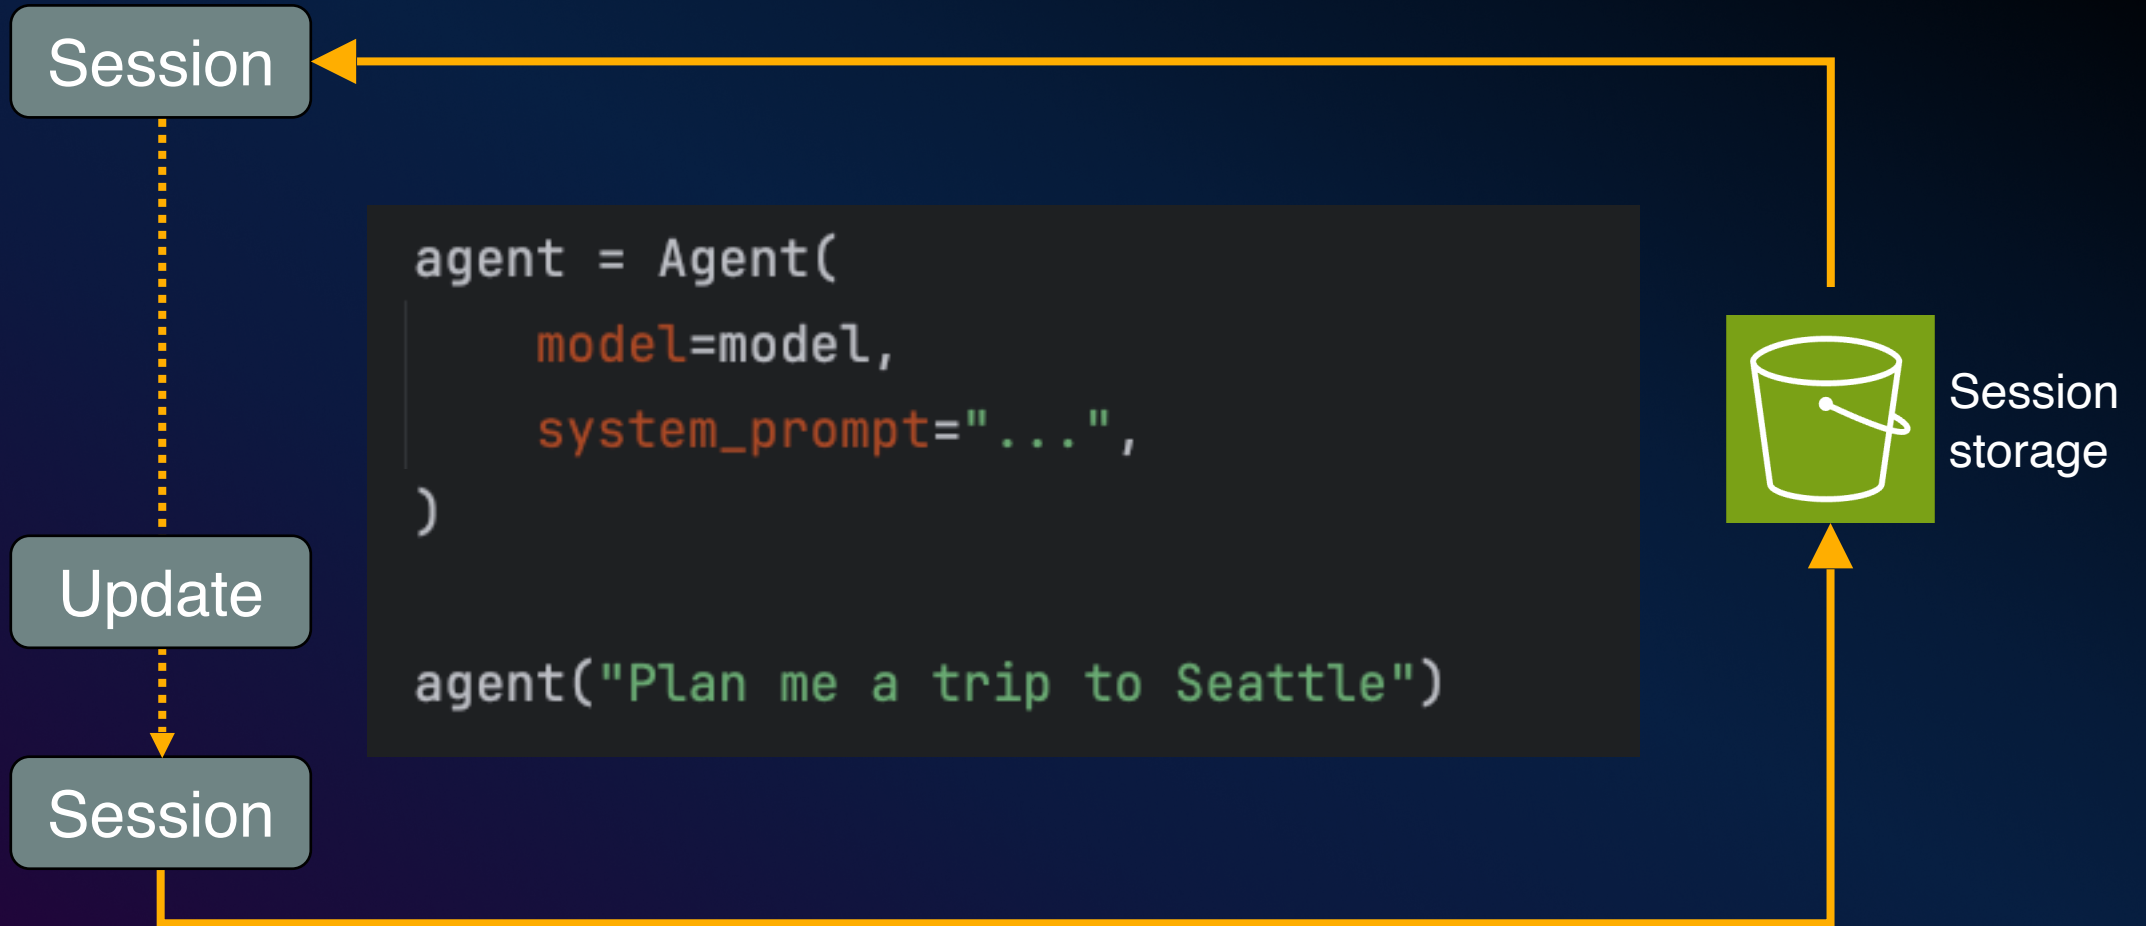 Session
agent = Agent(
model=model,
system_prompt="...",
)
agent("Plan me a trip to Seattle")
Update
Session
Session
storage